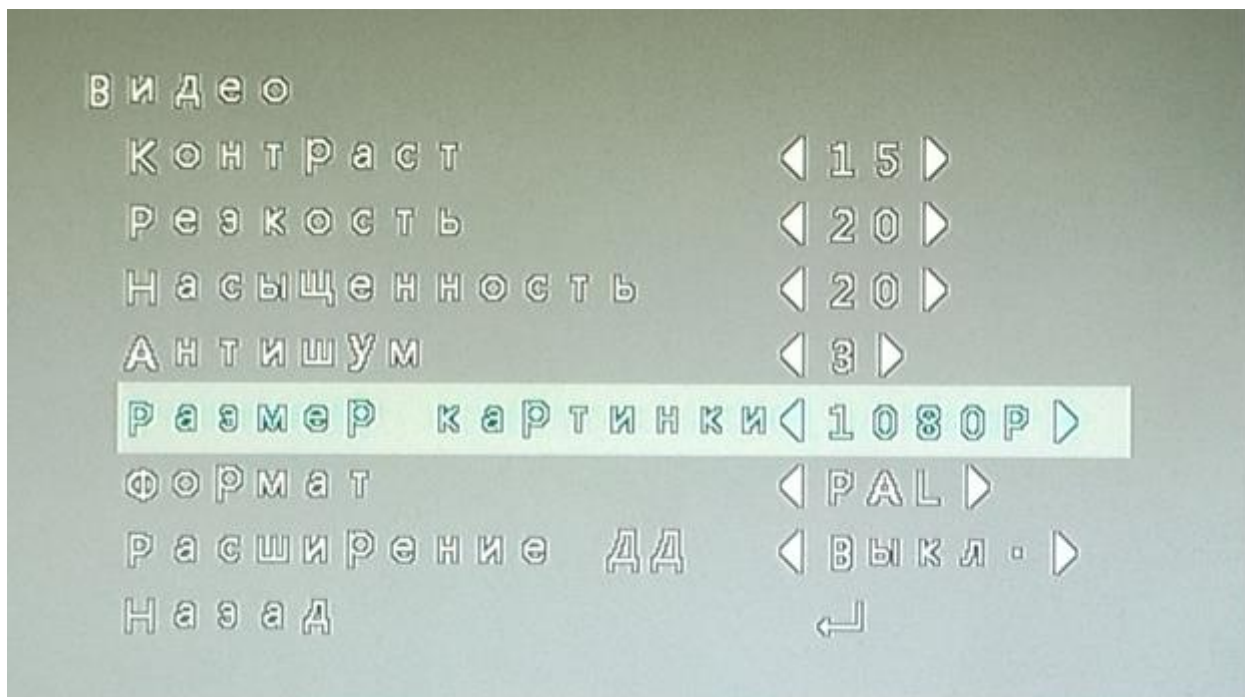 Видео
Контраст 15
Резкость 20
Насыщенность 20
Антишум 3
Размер картинки 1080P
Формат PAL
Расширение ДД Выкл.
Назад